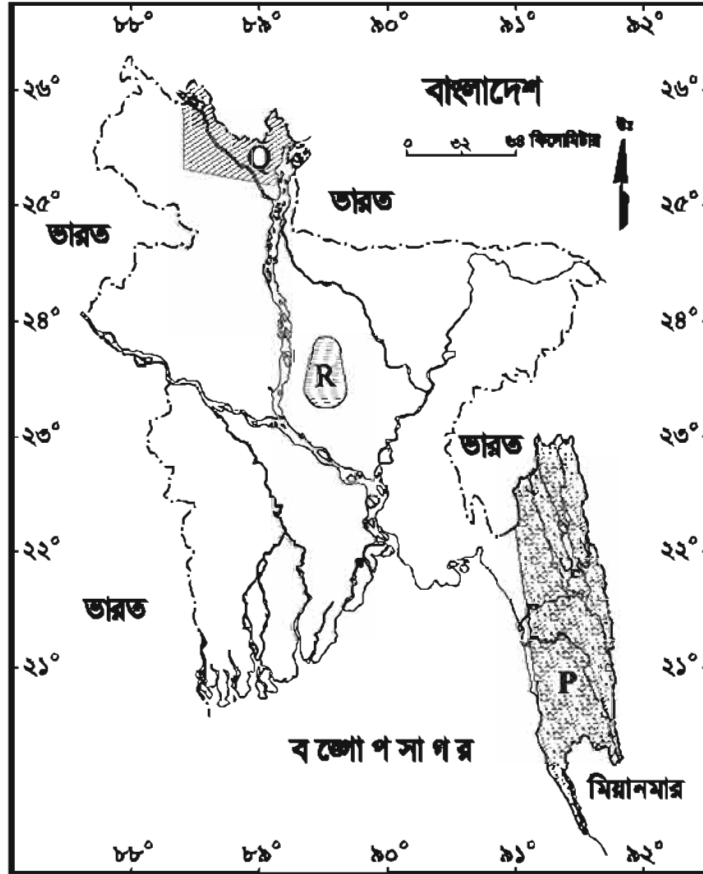 ৮৮° ৮৯° ৯০° ৯১° ৯২°
২৬° ২৬°
বাংলাদেশ
০ ৩২ ৬৪ কিলোমিটার
উঃ
Q
২৫° ২৫°
ভারত
ভারত
২৪° ২৪°
R
২৩° ২৩°
ভারত
২২° ২২°
ভারত
২১° ২১°
P
ব ঙ্গো প সা গ র
মিয়ানমার
৮৮° ৮৯° ৯০° ৯১° ৯২°